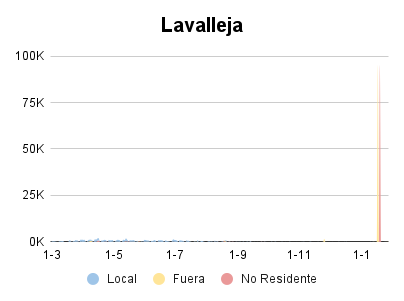 Lavalleja
100K
75K
50K
25K
0K
1-3 1-5 1-7 1-9 1-11 1-1
Local Fuera No Residente